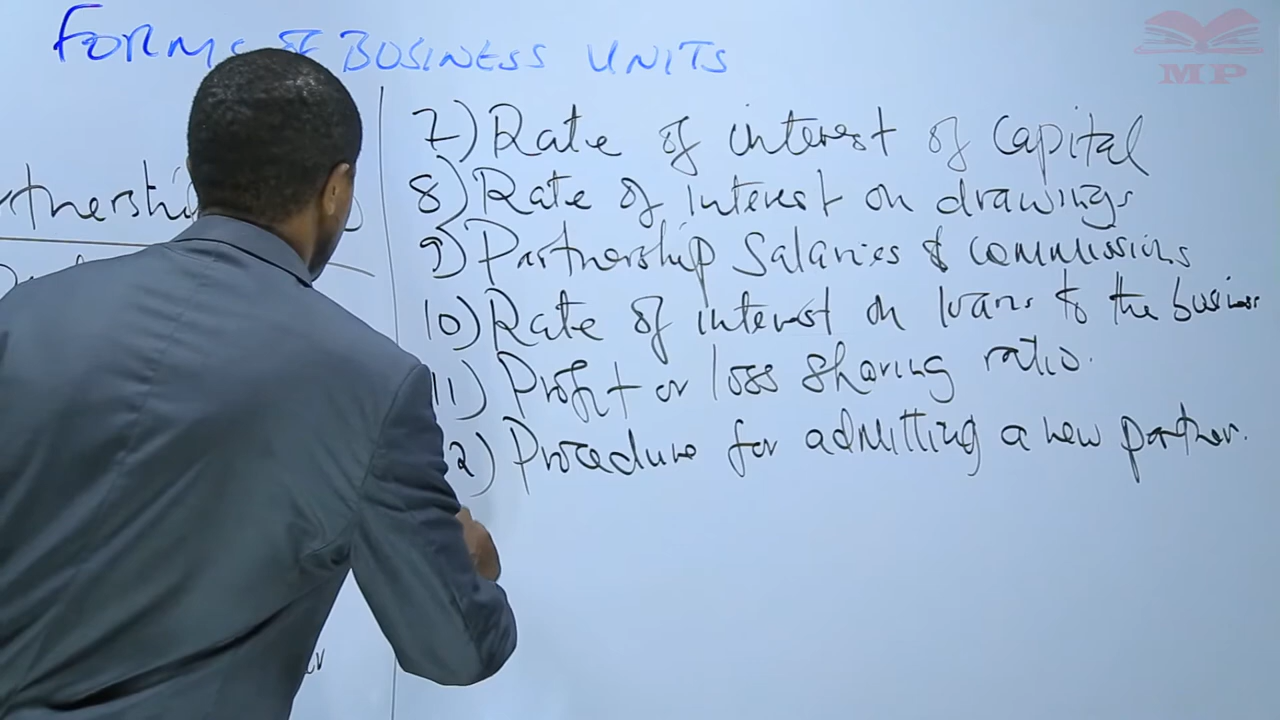 FORMS OF BUSINESS UNITS
MP
7) Rate of interest of capital
8) Rate of interest on drawings
9) Partnership Salaries & commissions
10) Rate of interest on loans to the business
11) Profit or loss sharing ratio.
2) Procedure for admitting a new partner.